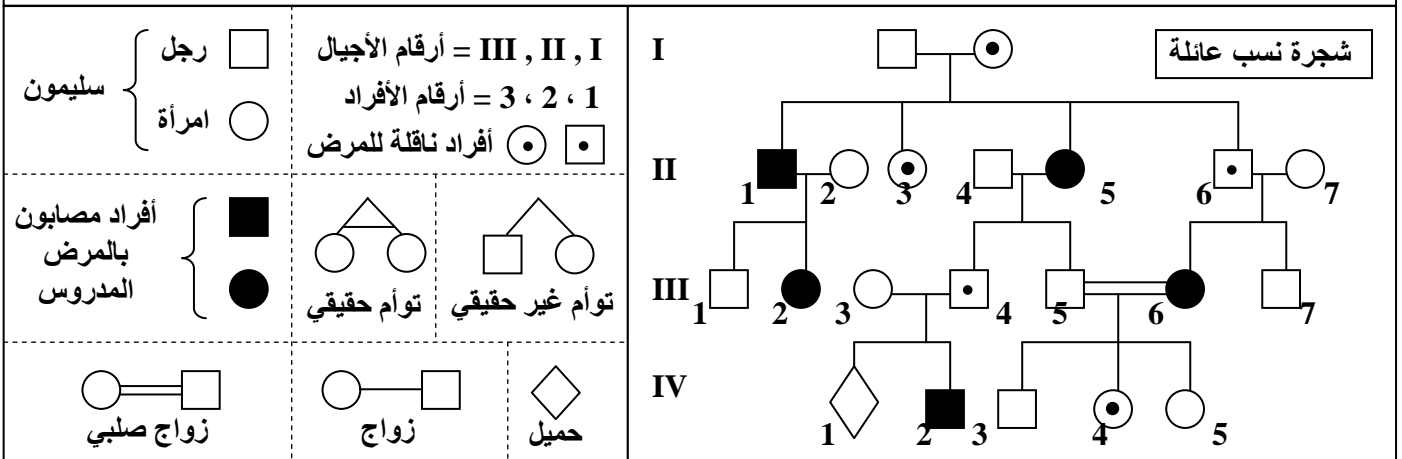 شجرة نسب عائلة
I
II
1 2 3 4 5 6 7
III
1 2 3 4 5 6 7
IV
1 2 3 4 5
I , II , III = أرقام الأجيال
1 ، 2 ، 3 = أرقام الأفراد
أفراد ناقلة للمرض
رجل
سليمون
امرأة
أفراد مصابون
بالمرض
المدروس
توأم غير حقيقي
توأم حقيقي
حميل
زواج
زواج صلبي